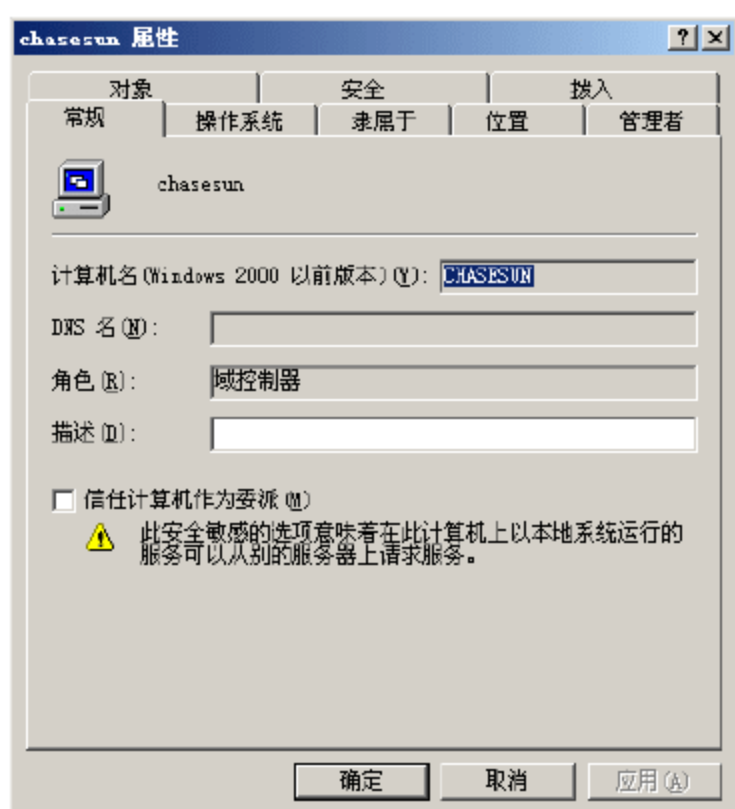 chasesun 属性
对象 安全 拨入
常规 操作系统 隶属于 位置 管理者
chasesun
计算机名(Windows 2000 以前版本)(Y): CHASESUN
DNS 名(N):
角色(R): 域控制器
描述(D):
信任计算机作为委派(M)
此安全敏感的选项意味着在此计算机上以本地系统运行的
服务可以从别的服务器上请求服务。
确定 取消 应用(A)